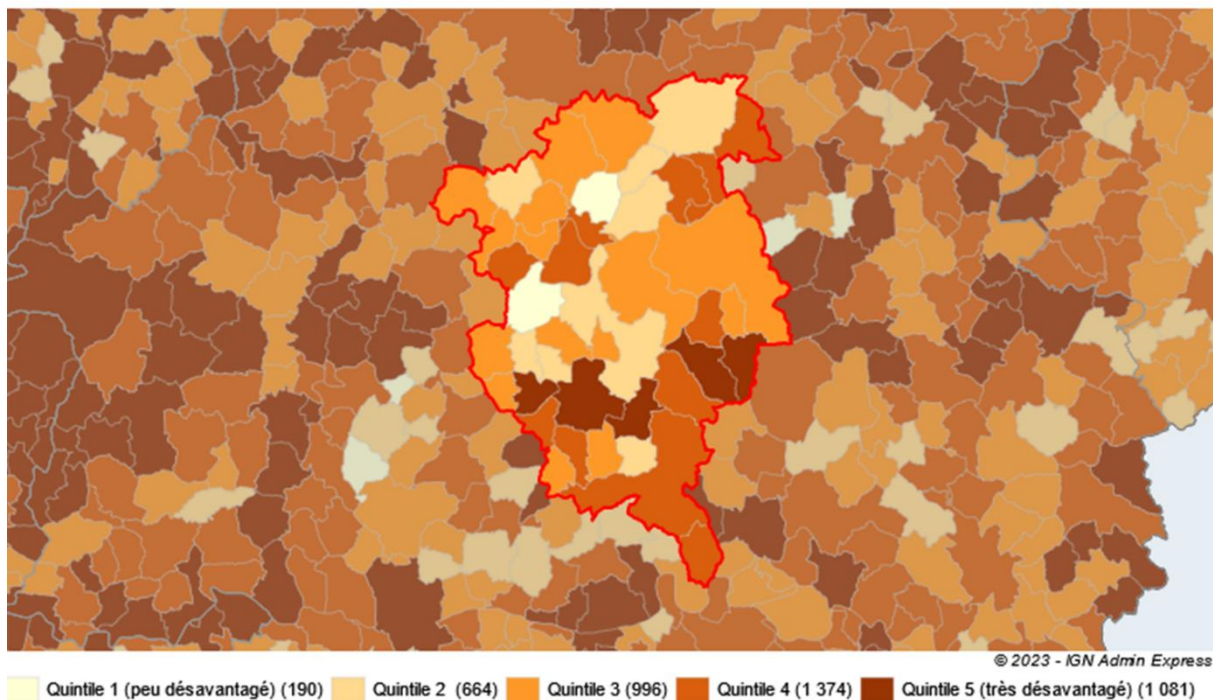 © 2023 - IGN Admin Express
Quintile 1 (peu désavantagé) (190) Quintile 2 (664) Quintile 3 (996) Quintile 4 (1 374) Quintile 5 (très désavantagé) (1 081)